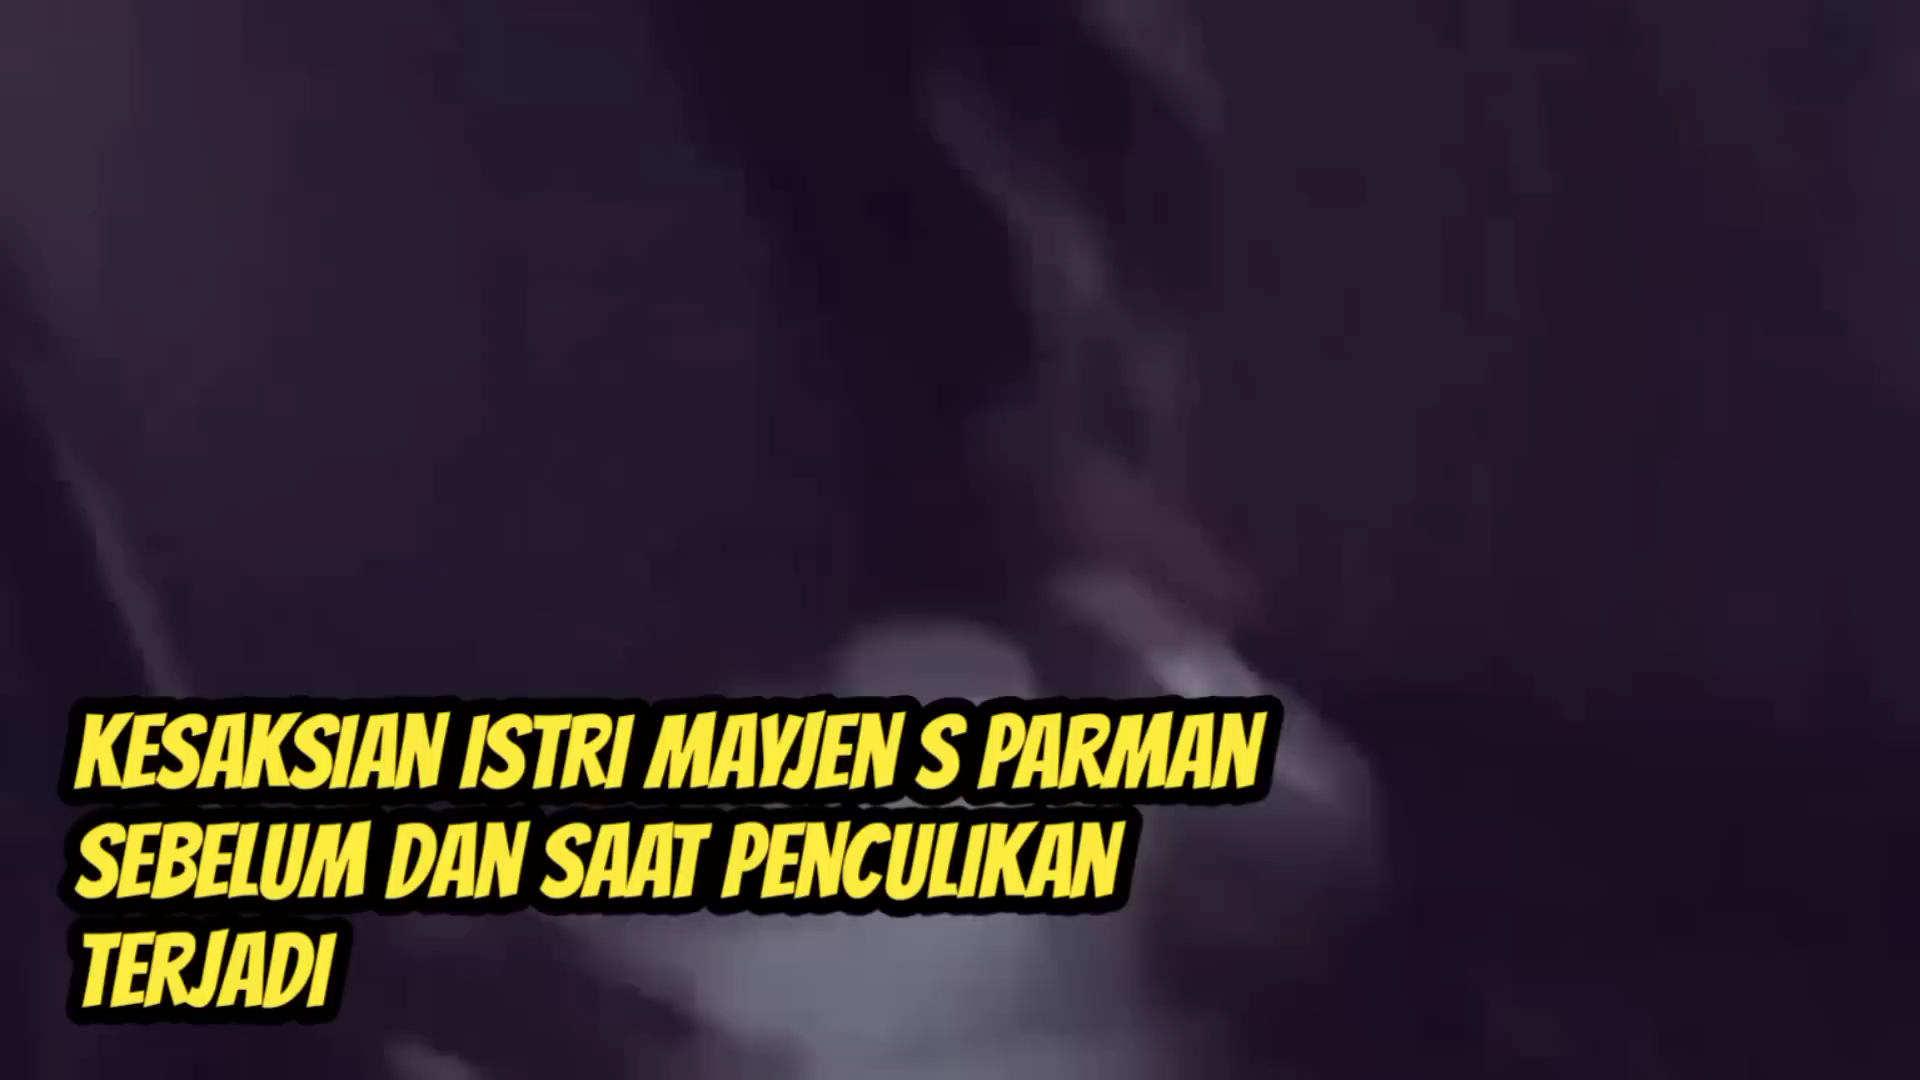 KESAKSIAN ISTRI MAYJEN S PARMAN
SEBELUM DAN SAAT PENCULIKAN
TERJADI